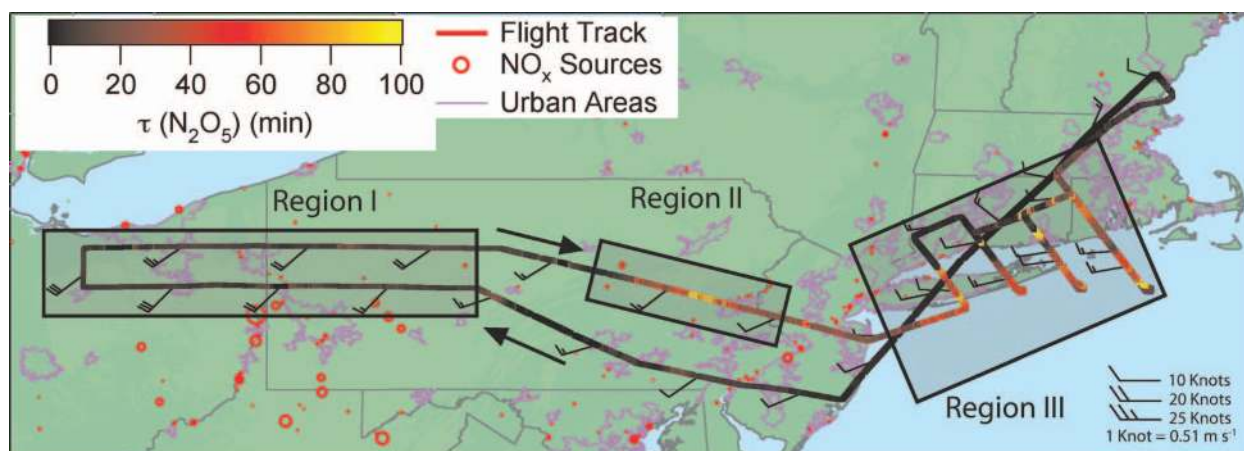 0 20 40 60 80 100
τ (N₂O₅) (min)
Flight Track
NOₓ Sources
Urban Areas
Region I
Region II
Region III
10 Knots
20 Knots
25 Knots
1 Knot = 0.51 m s⁻¹